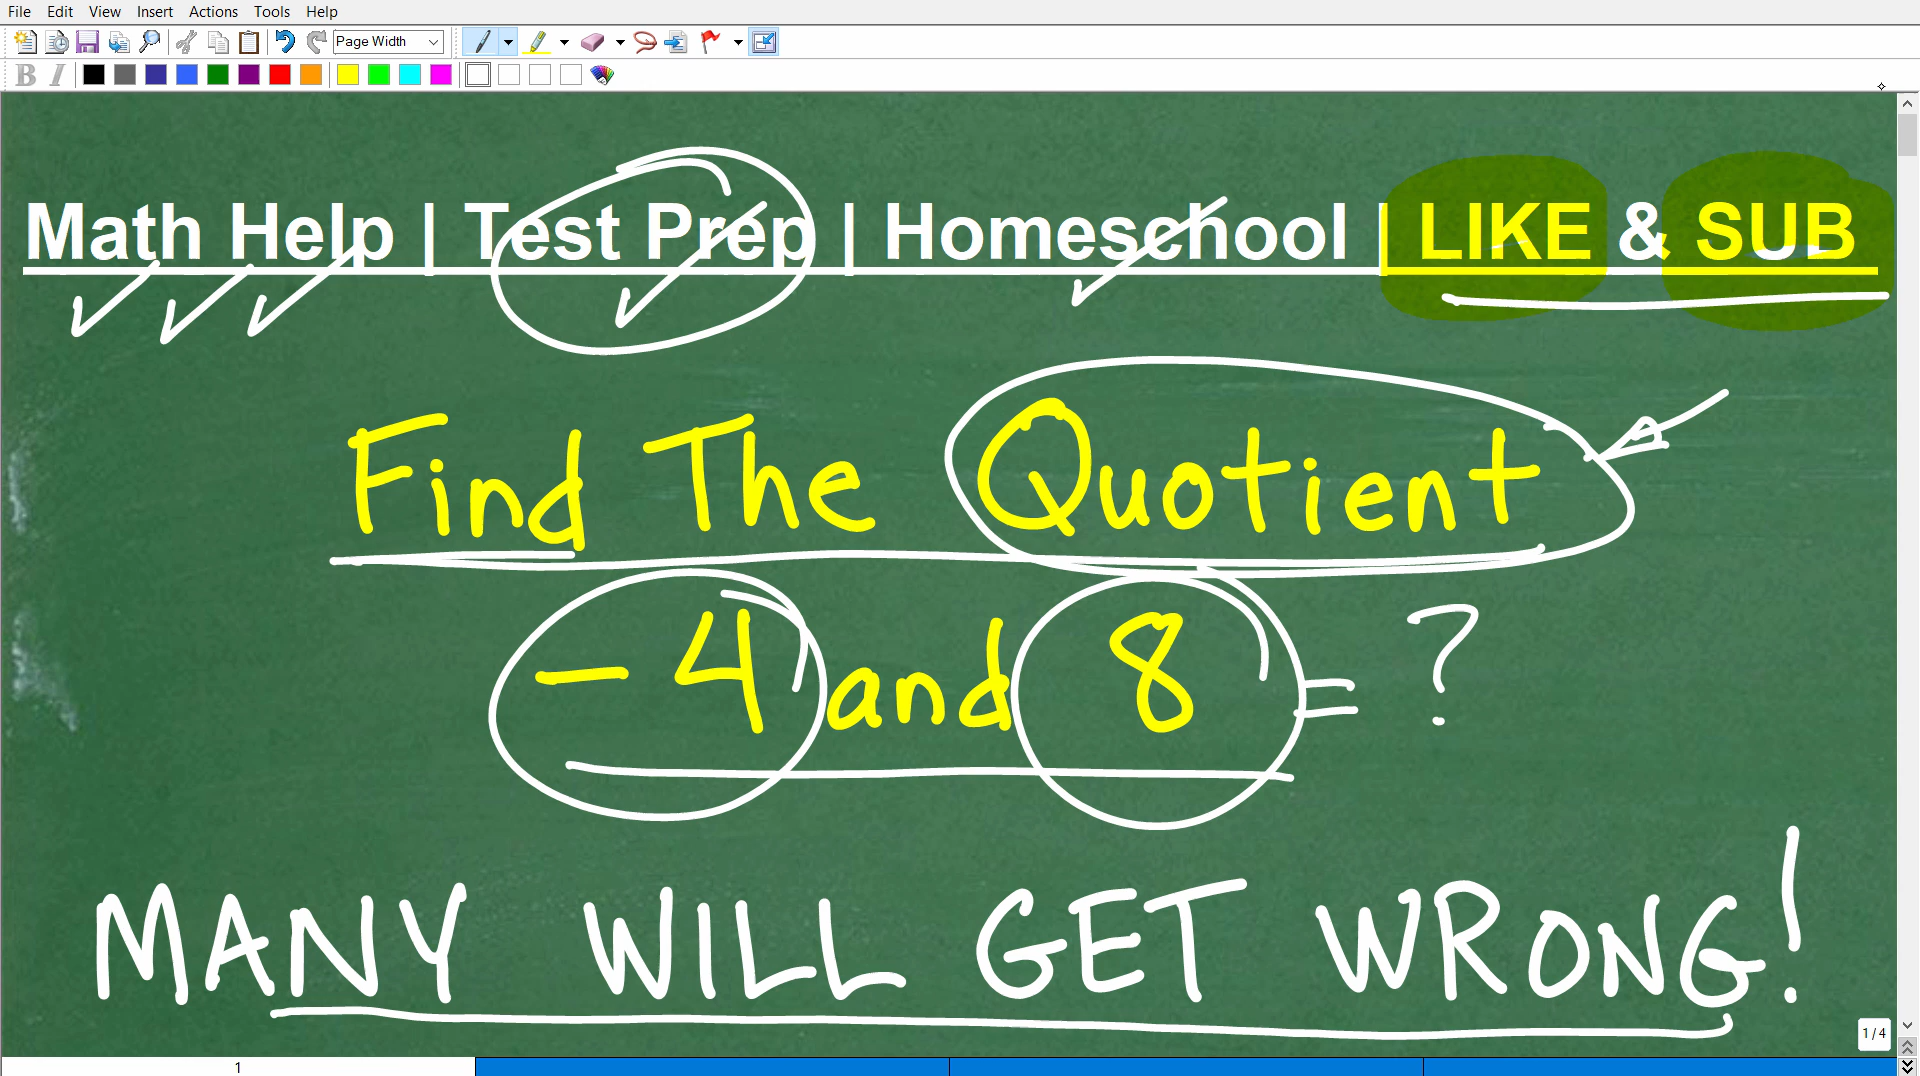 File Edit View Insert Actions Tools Help
Page Width
B I
Math Help | Test Prep | Homeschool | LIKE & SUB
Find The Quotient
-4 and 8 = ?
MANY WILL GET WRONG!
1 / 4
1